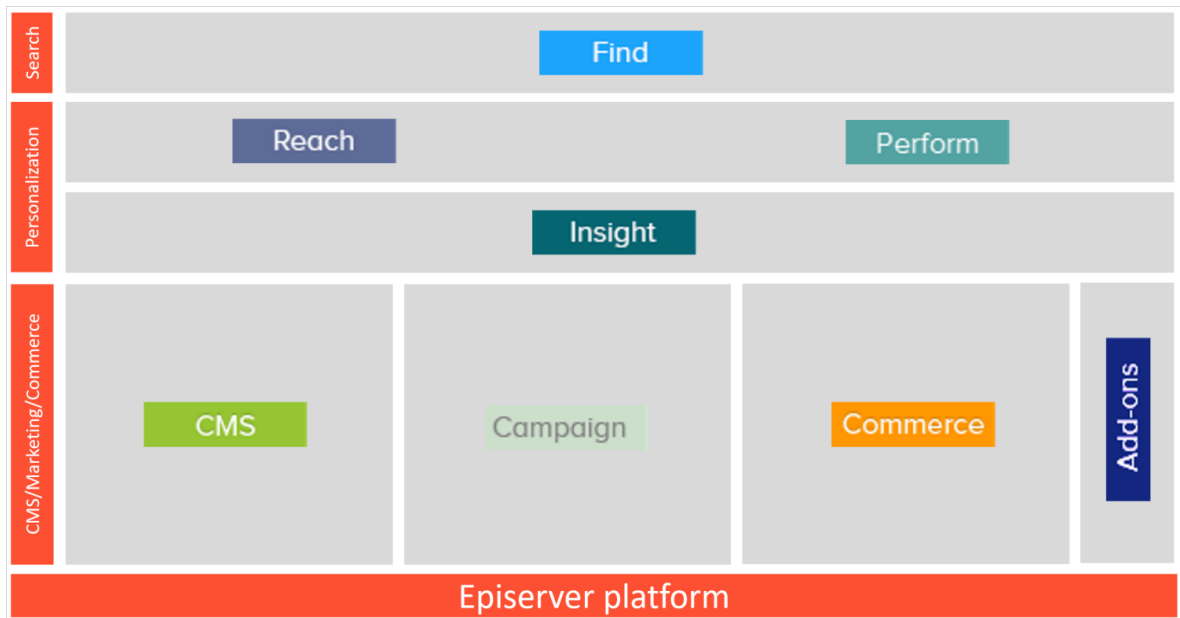 Search
Find
Personalization
Reach
Perform
Insight
CMS/Marketing/Commerce
CMS
Campaign
Commerce
Add-ons
Episerver platform